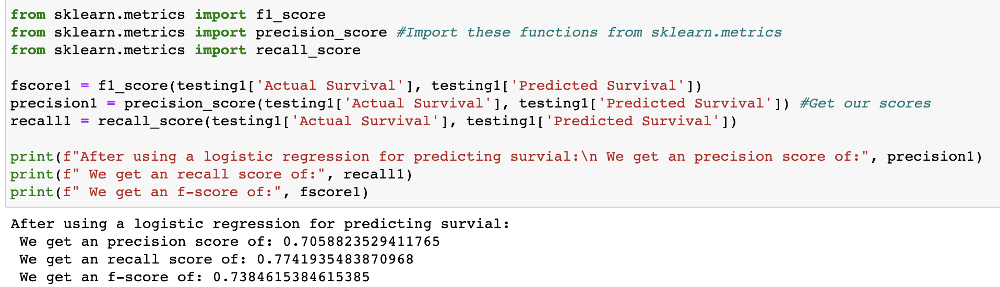 from sklearn.metrics import f1_score
from sklearn.metrics import precision_score #Import these functions from sklearn.metrics
from sklearn.metrics import recall_score
fscore1 = f1_score(testing1['Actual Survival'], testing1['Predicted Survival'])
precision1 = precision_score(testing1['Actual Survival'], testing1['Predicted Survival']) #Get our scores
recall1 = recall_score(testing1['Actual Survival'], testing1['Predicted Survival'])
print(f"After using a logistic regression for predicting survial:\n We get an precision score of:", precision1)
print(f" We get an recall score of:", recall1)
print(f" We get an f-score of:", fscore1)
After using a logistic regression for predicting survial:
 We get an precision score of: 0.7058823529411765
 We get an recall score of: 0.7741935483870968
 We get an f-score of: 0.7384615384615385